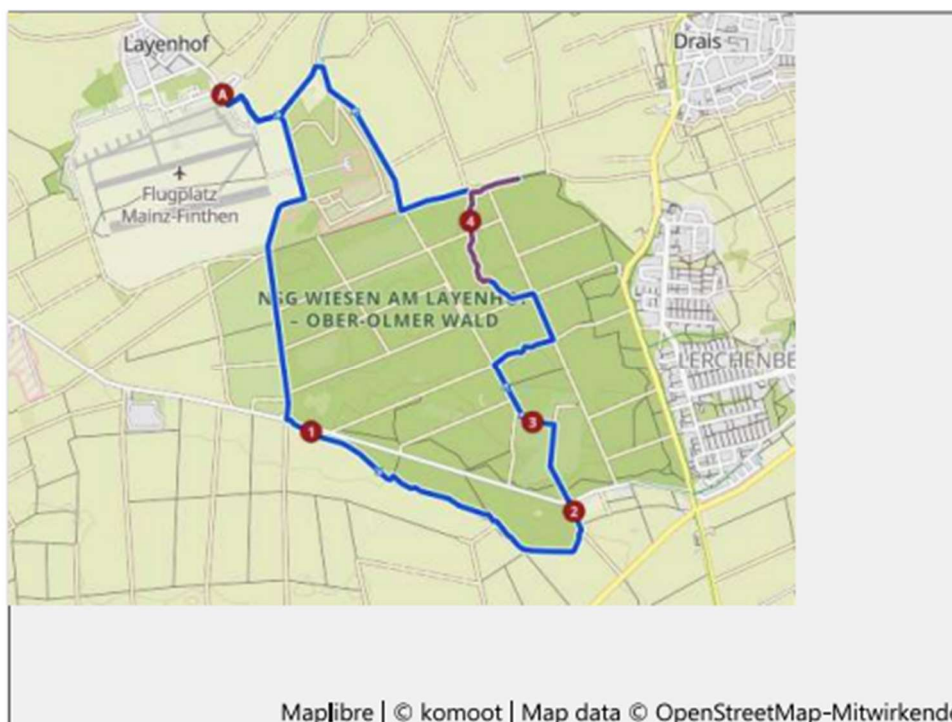 Layenhof
Drais
A
Flugplatz
Mainz-Finthen
4
NSG WIESEN AM LAYENHOF
– OBER-OLMER WALD
LERCHENBE
3
1
2
Maplibre | © komoot | Map data © OpenStreetMap-Mitwirkende